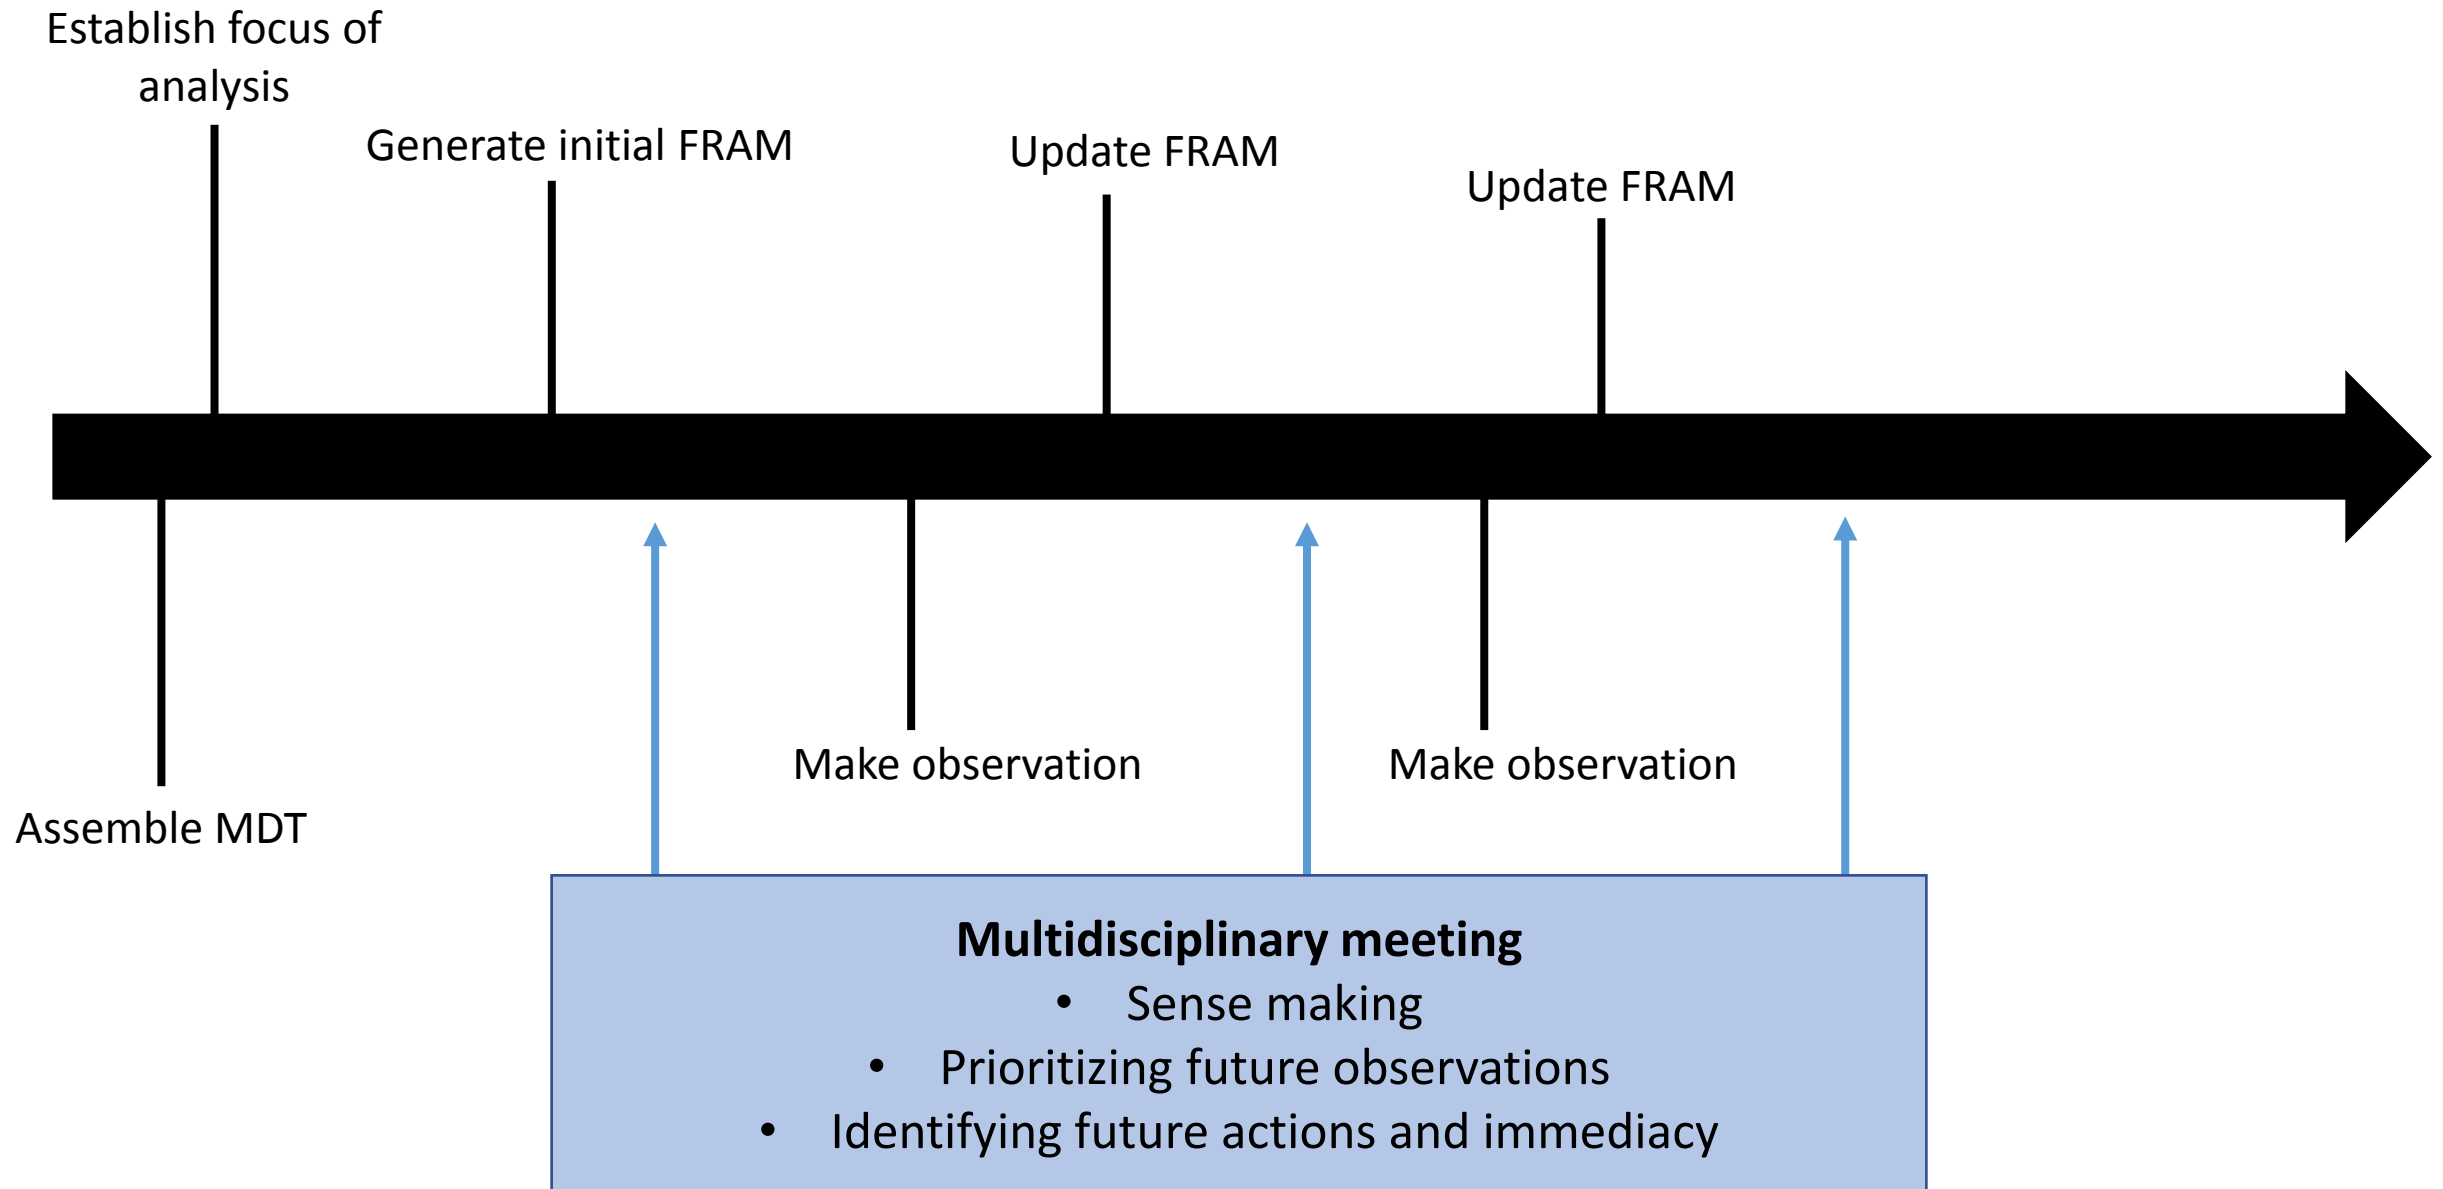 Establish focus of
analysis
Generate initial FRAM
Update FRAM
Update FRAM
Make observation
Make observation
Assemble MDT
Multidisciplinary meeting
• Sense making
• Prioritizing future observations
• Identifying future actions and immediacy